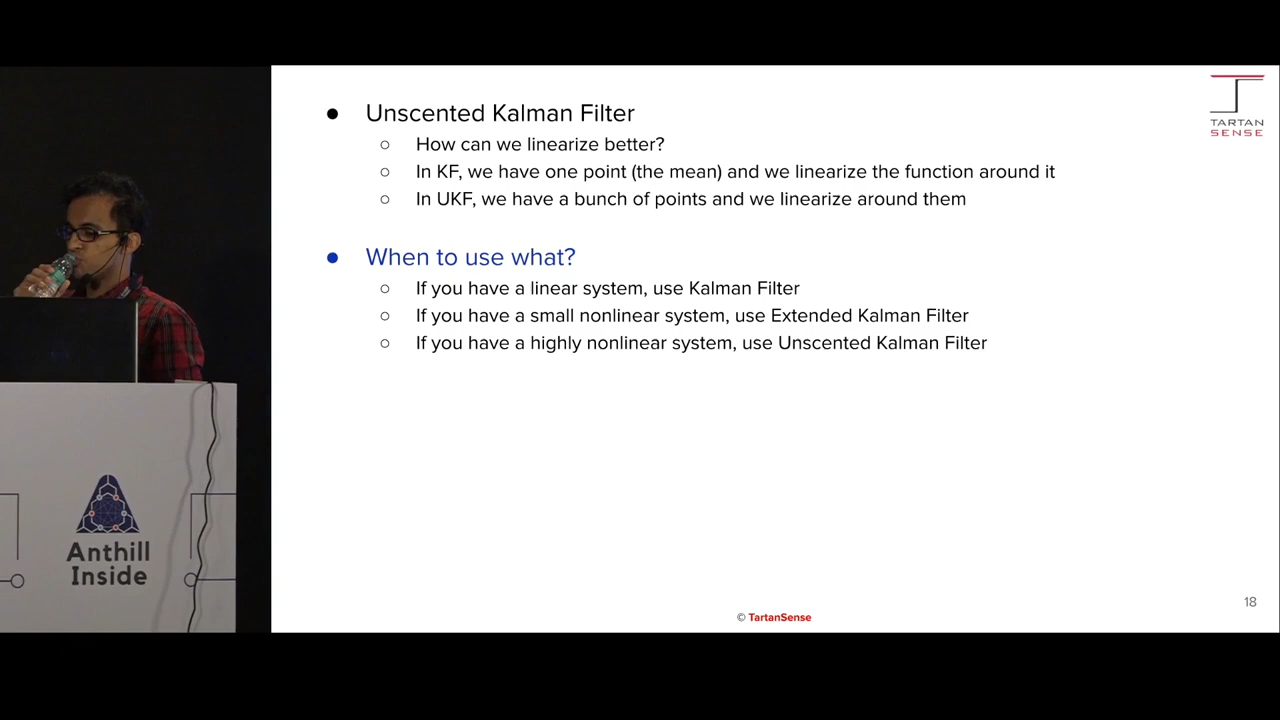 Unscented Kalman Filter
How can we linearize better?
In KF, we have one point (the mean) and we linearize the function around it
In UKF, we have a bunch of points and we linearize around them
When to use what?
If you have a linear system, use Kalman Filter
If you have a small nonlinear system, use Extended Kalman Filter
If you have a highly nonlinear system, use Unscented Kalman Filter
TARTAN
SENSE
Anthill
Inside
18
© TartanSense